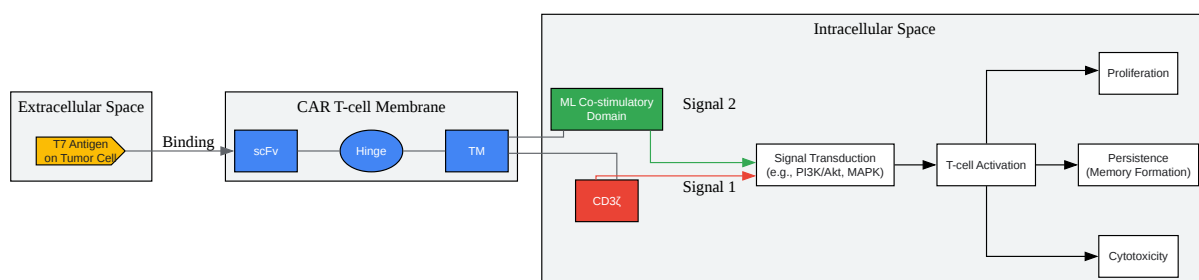 Intracellular Space
Proliferation
Extracellular Space
CAR T-cell Membrane
ML Co-stimulatory
Domain
Signal 2
T7 Antigen
on Tumor Cell
Binding
scFv
Hinge
TM
Signal Transduction
(e.g., PI3K/Akt, MAPK)
T-cell Activation
Persistence
(Memory Formation)
Signal 1
CD3ζ
Cytotoxicity